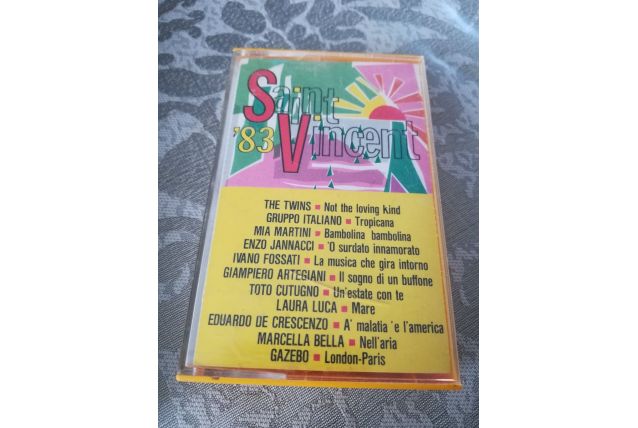 Saint
Vincent
'83
THE TWINS ■ Not the loving kind
GRUPPO ITALIANO ■ Tropicana
MIA MARTINI ■ Bambolina bambolina
ENZO JANNACCI ■ 'O surdato innamorato
IVANO FOSSATI ■ La musica che gira intorno
GIAMPIERO ARTEGIANI ■ Il sogno di un buffone
TOTO CUTUGNO ■ Un'estate con te
LAURA LUCA ■ Mare
EDUARDO DE CRESCENZO ■ A' malatia 'e l'america
MARCELLA BELLA ■ Nell'aria
GAZEBO ■ London-Paris